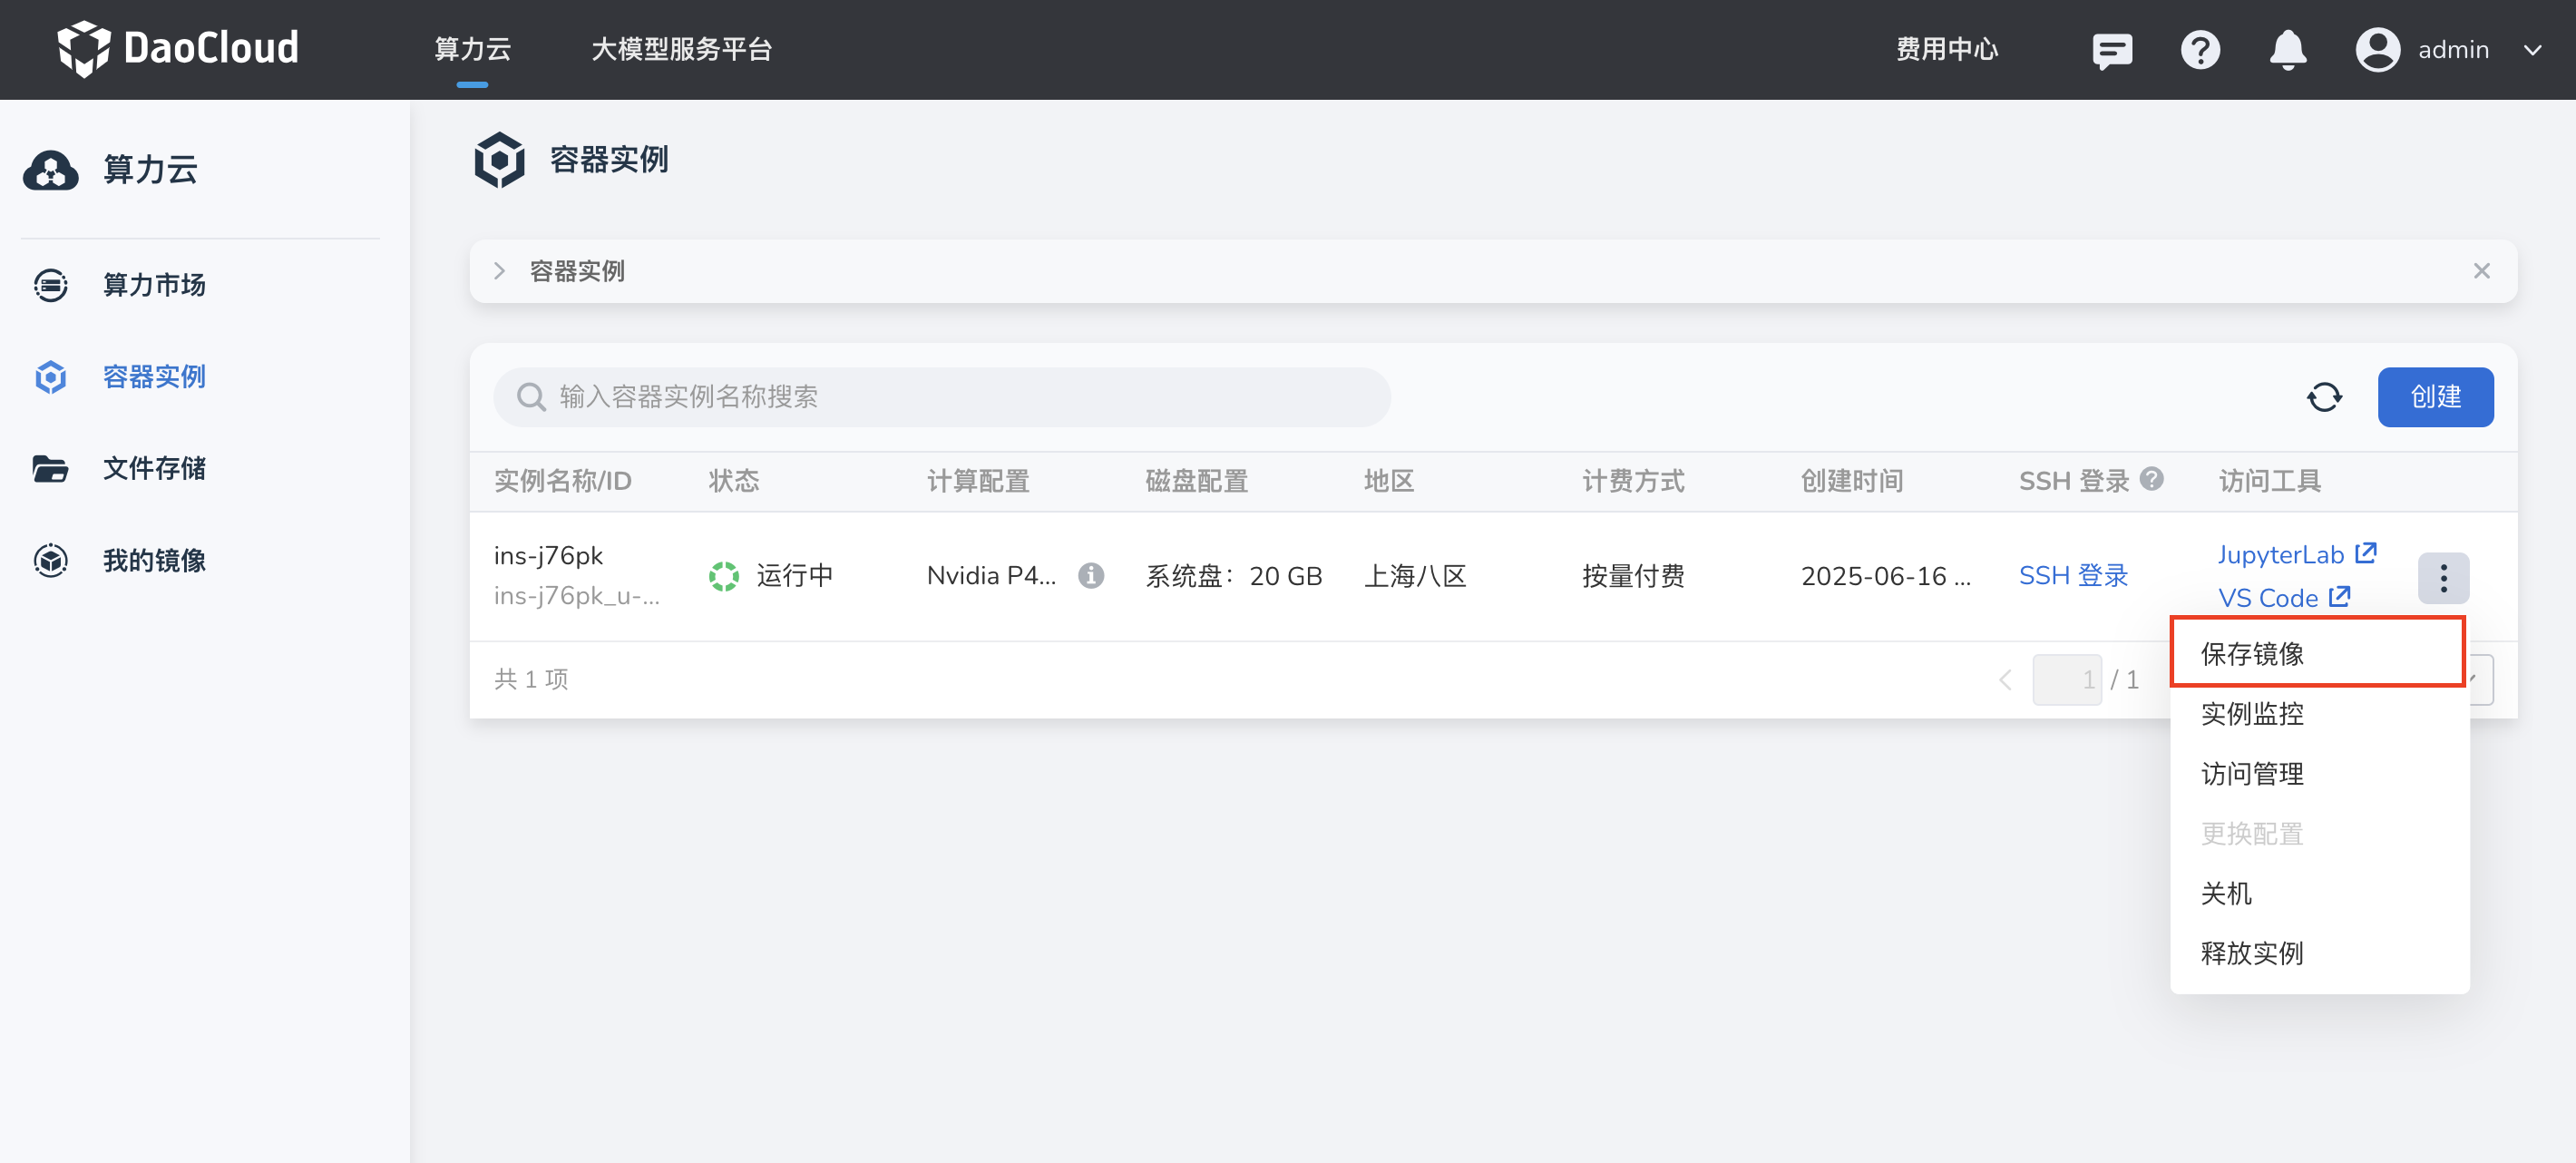 DaoCloud
算力云
大模型服务平台
费用中心
admin
算力云
算力市场
容器实例
文件存储
我的镜像
容器实例
容器实例
输入容器实例名称搜索
创建
实例名称/ID 状态 计算配置 磁盘配置 地区 计费方式 创建时间 SSH 登录 访问工具
ins-j76pk
ins-j76pk_u-...
运行中
Nvidia P4...
系统盘：20 GB
上海八区
按量付费
2025-06-16 ...
SSH 登录
JupyterLab
VS Code
共 1 项
1 / 1
保存镜像
实例监控
访问管理
更换配置
关机
释放实例